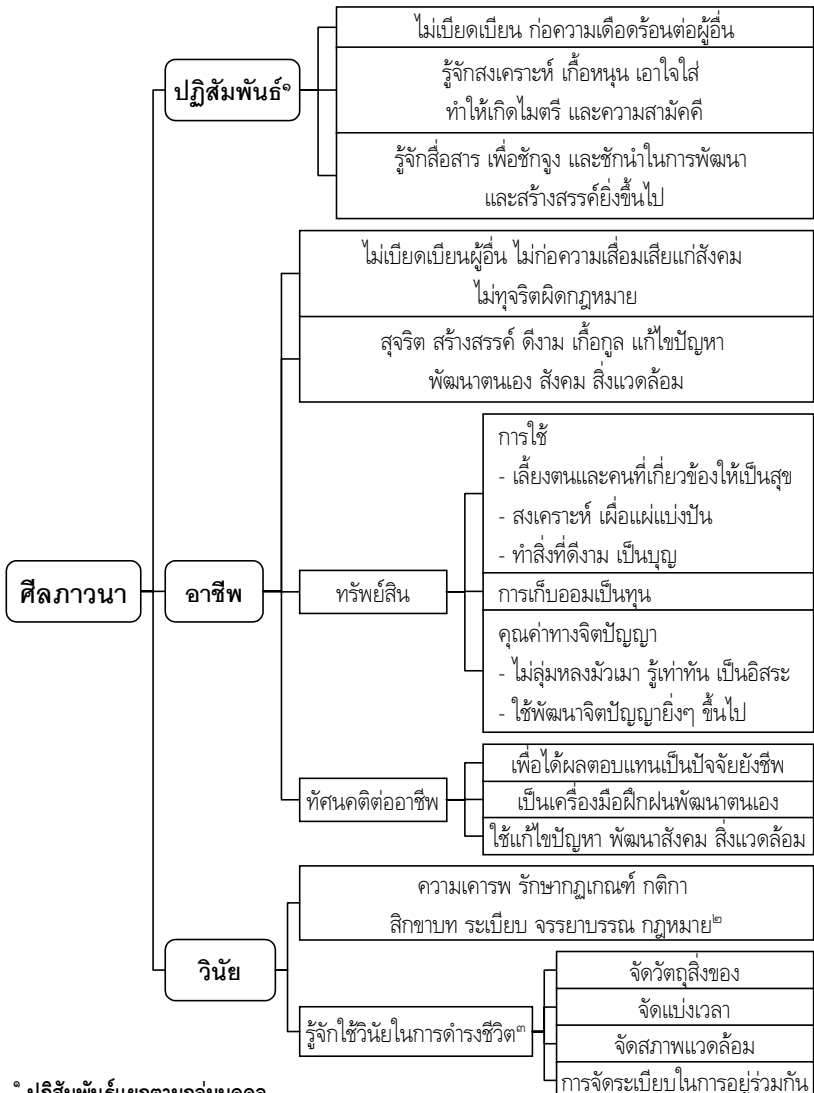 ศีลภาวนา
ปฏิสัมพันธ์๑
ไม่เบียดเบียน ก่อความเดือดร้อนต่อผู้อื่น
รู้จักสงเคราะห์ เกื้อหนุน เอาใจใส่
ทำให้เกิดไมตรี และความสามัคคี
รู้จักสื่อสาร เพื่อชักจูง และชักนำในการพัฒนา
และสร้างสรรค์ยิ่งขึ้นไป
อาชีพ
ไม่เบียดเบียนผู้อื่น ไม่ก่อความเสื่อมเสียแก่สังคม
ไม่ทุจริตผิดกฎหมาย
สุจริต สร้างสรรค์ ดีงาม เกื้อกูล แก้ไขปัญหา
พัฒนาตนเอง สังคม สิ่งแวดล้อม
ทรัพย์สิน
การใช้
- เลี้ยงตนและคนที่เกี่ยวข้องให้เป็นสุข
- สงเคราะห์ เผื่อแผ่แบ่งปัน
- ทำสิ่งที่ดีงาม เป็นบุญ
การเก็บออมเป็นทุน
คุณค่าทางจิตปัญญา
- ไม่ลุ่มหลงมัวเมา รู้เท่าทัน เป็นอิสระ
- ใช้พัฒนาจิตปัญญายิ่งๆ ขึ้นไป
ทัศนคติต่ออาชีพ
เพื่อได้ผลตอบแทนเป็นปัจจัยยังชีพ
เป็นเครื่องมือฝึกฝนพัฒนาตนเอง
ใช้แก้ไขปัญหา พัฒนาสังคม สิ่งแวดล้อม
วินัย
ความเคารพ รักษากฏเกณฑ์ กติกา
สิกขาบท ระเบียบ จรรยาบรรณ กฎหมาย๒
รู้จักใช้วินัยในการดำรงชีวิต๓
จัดวัตถุสิ่งของ
จัดแบ่งเวลา
จัดสภาพแวดล้อม
การจัดระเบียบในการอยู่ร่วมกัน
๑ ปฏิสัมพันธ์แยกตามกลุ่มบุคคล